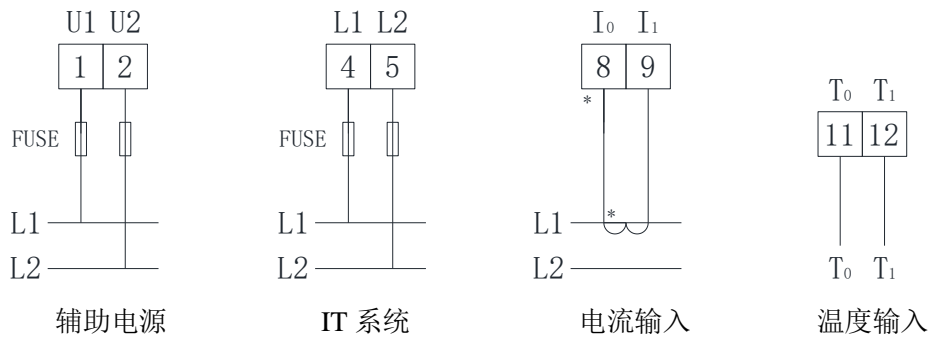 U1 U2
1 2
FUSE
L1
L2
辅助电源
L1 L2
4 5
FUSE
L1
L2
IT 系统
I0 I1
8 9
*
*
L1
L2
电流输入
T0 T1
11 12
T0 T1
温度输入